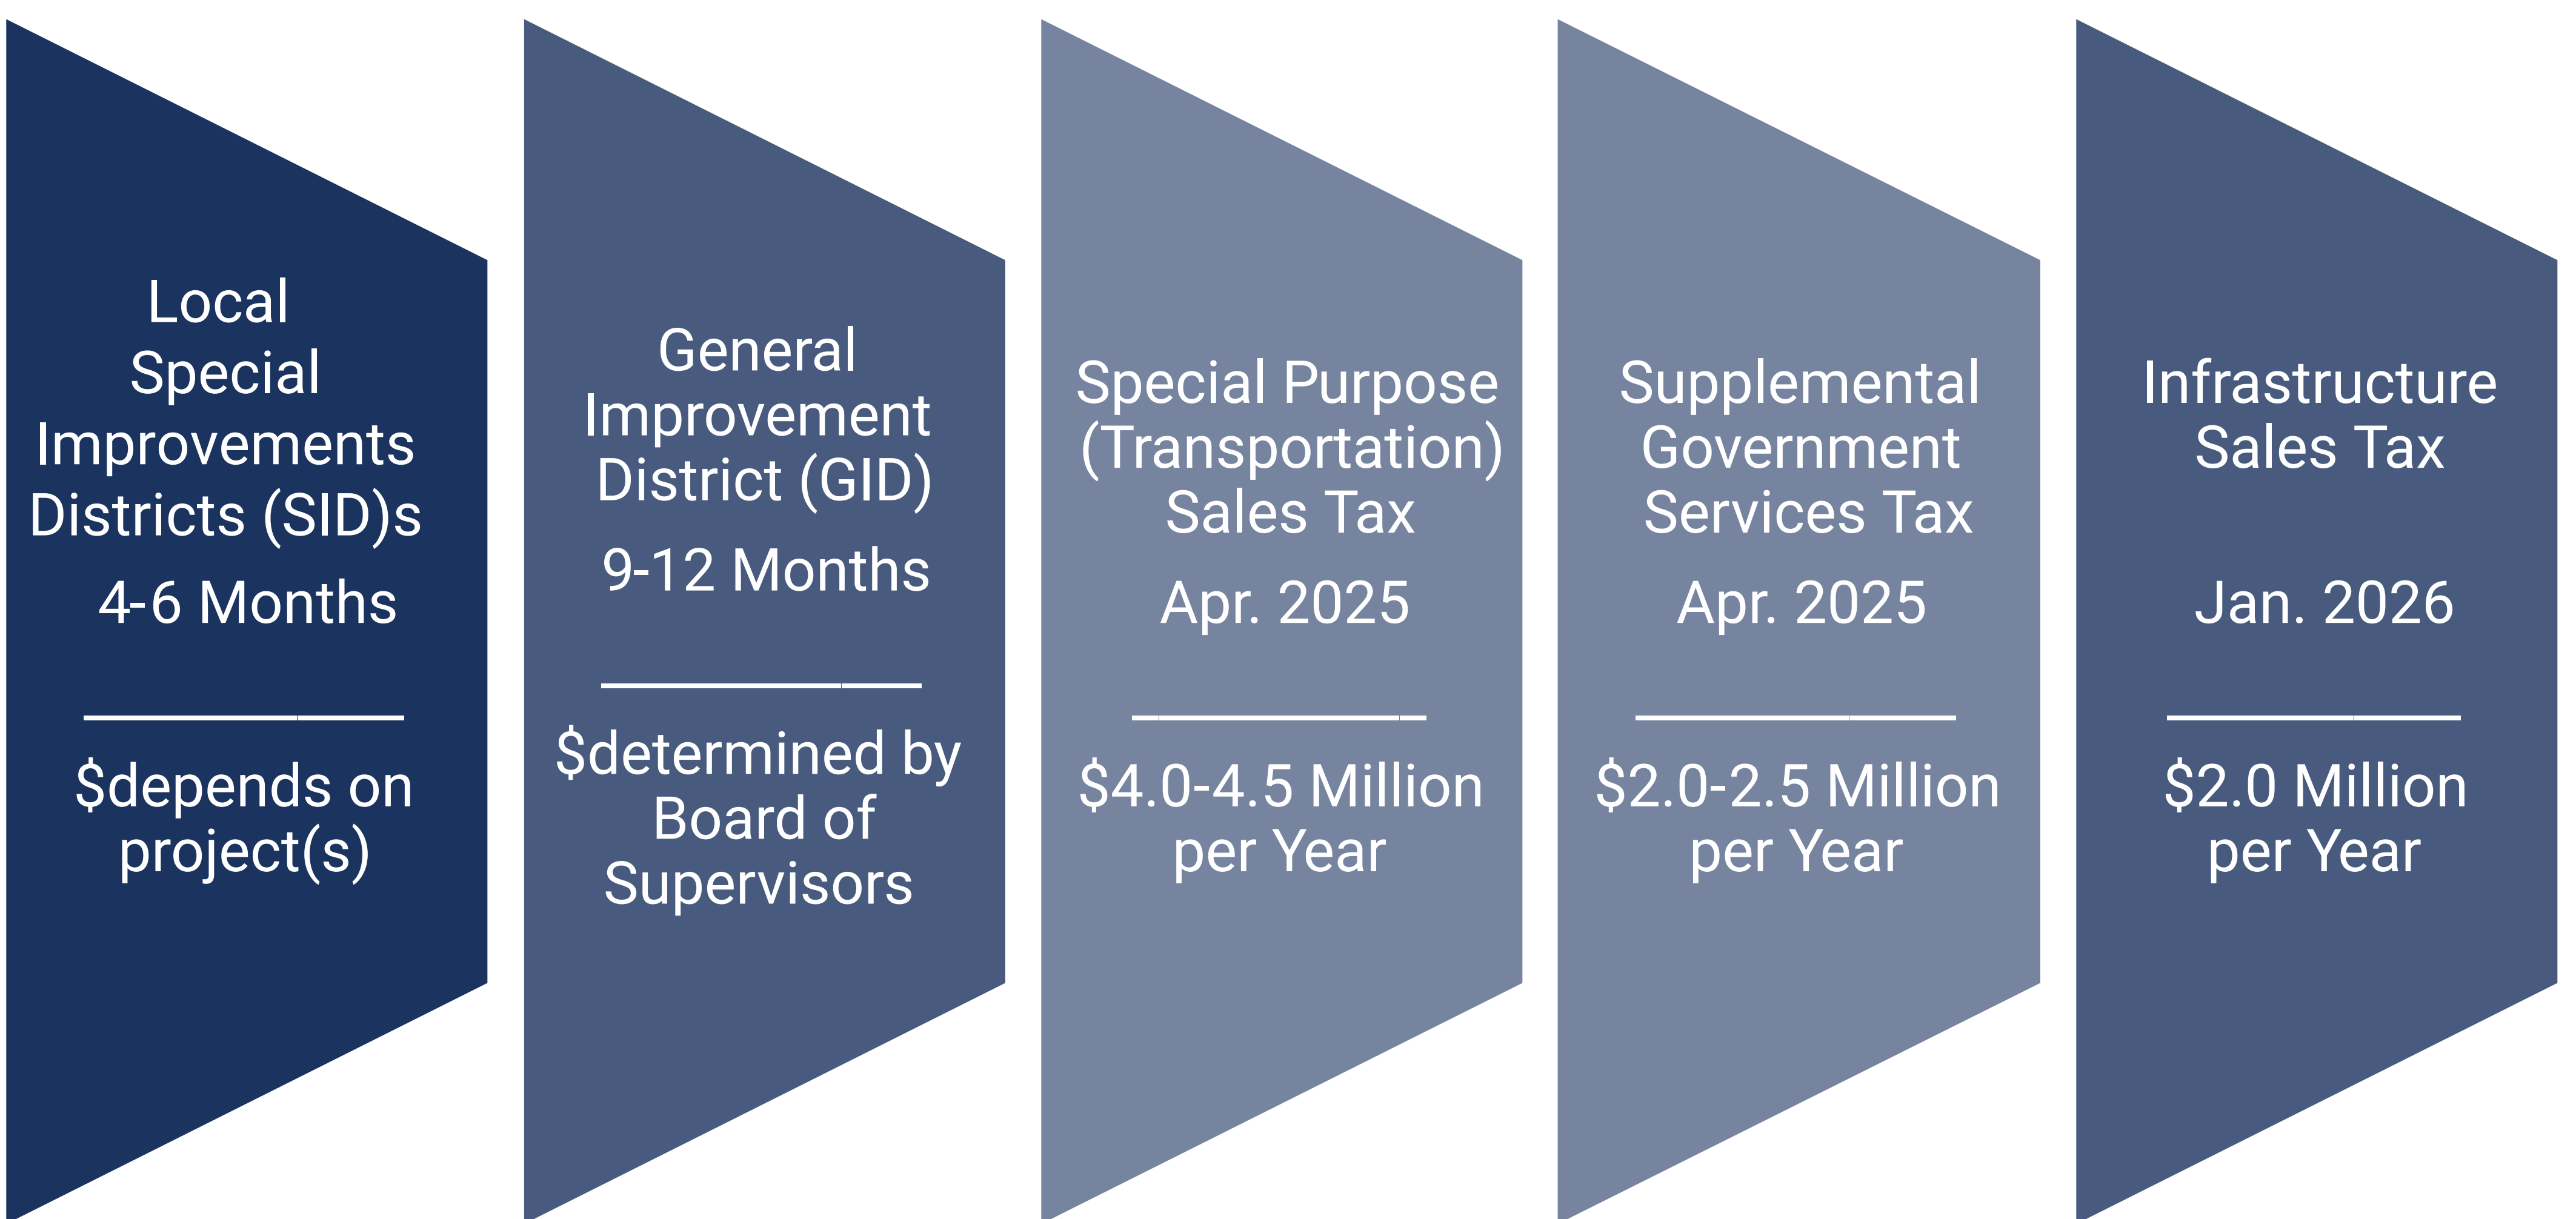 Local
Special
Improvements
Districts (SID)s
4-6 Months
$depends on
project(s)
General
Improvement
District (GID)
9-12 Months
$determined by
Board of
Supervisors
Special Purpose
(Transportation)
Sales Tax
Apr. 2025
$4.0-4.5 Million
per Year
Supplemental
Government
Services Tax
Apr. 2025
$2.0-2.5 Million
per Year
Infrastructure
Sales Tax
Jan. 2026
$2.0 Million
per Year